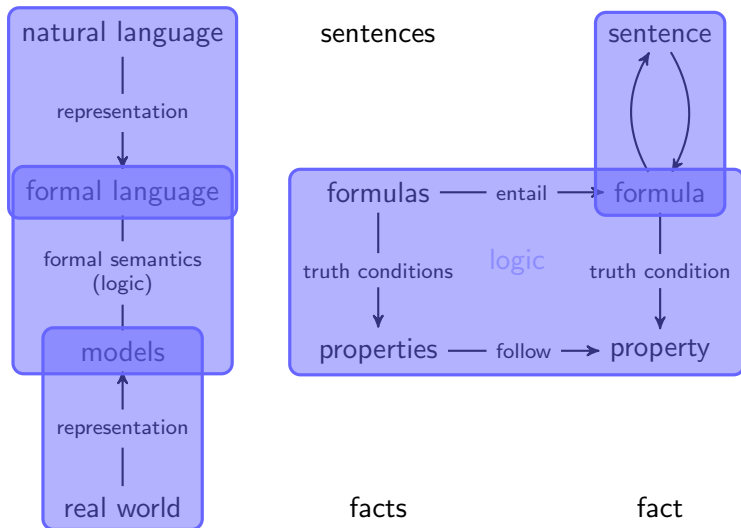 natural language sentences sentence
representation
formal language formulas entail formula
formal semantics
(logic)
truth conditions logic truth condition
models properties follow property
representation
real world facts fact